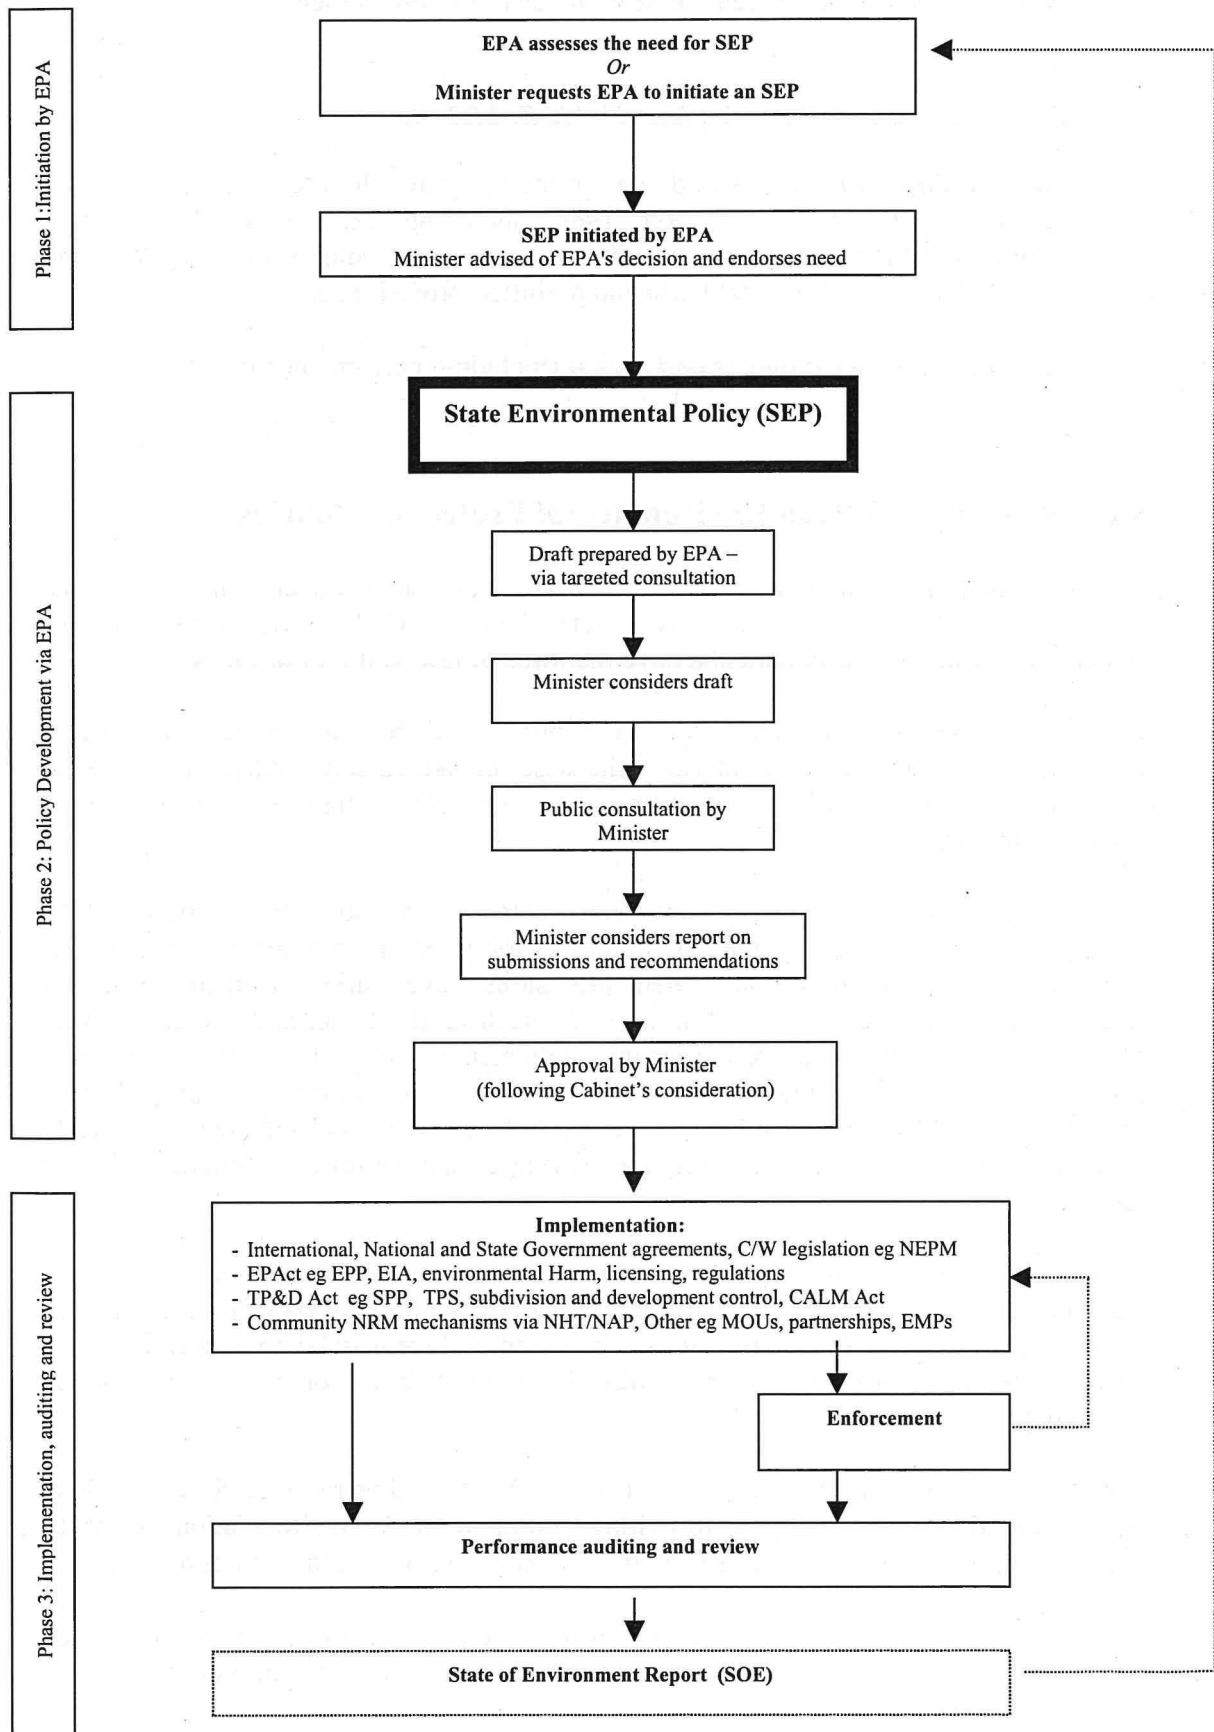 Phase 1:Initiation by EPA
EPA assesses the need for SEP
Or
Minister requests EPA to initiate an SEP
SEP initiated by EPA
Minister advised of EPA's decision and endorses need
Phase 2: Policy Development via EPA
State Environmental Policy (SEP)
Draft prepared by EPA –
via targeted consultation
Minister considers draft
Public consultation by
Minister
Minister considers report on
submissions and recommendations
Approval by Minister
(following Cabinet's consideration)
Phase 3: Implementation, auditing and review
Implementation:
- International, National and State Government agreements, C/W legislation eg NEPM
- EPAct eg EPP, EIA, environmental Harm, licensing, regulations
- TP&D Act eg SPP, TPS, subdivision and development control, CALM Act
- Community NRM mechanisms via NHT/NAP, Other eg MOUs, partnerships, EMPs
Enforcement
Performance auditing and review
State of Environment Report (SOE)